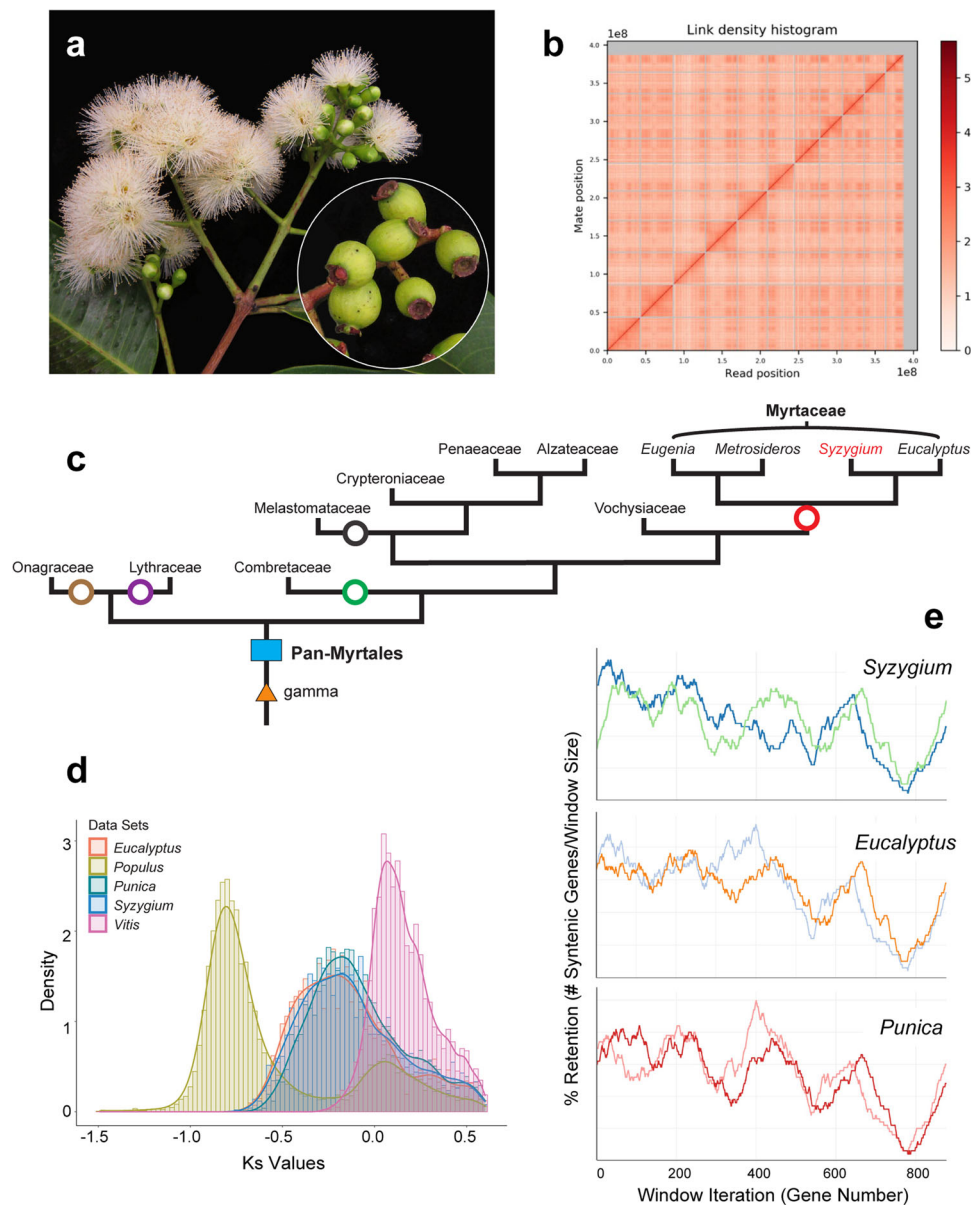 a
b
Link density histogram
1e8
4.0
3.5
3.0
2.5
2.0
1.5
1.0
0.5
0.0
Mate position
0.0 0.5 1.0 1.5 2.0 2.5 3.0 3.5 4.0
Read position
1e8
5
4
3
2
1
0
c
Myrtaceae
Penaeaceae Alzateaceae Eugenia Metrosideros Syzygium Eucalyptus
Crypteroniaceae
Melastomataceae Vochysiaceae
Onagraceae Lythraceae Combretaceae
Pan-Myrtales
gamma
d
Data Sets
Eucalyptus
Populus
Punica
Syzygium
Vitis
3
2
1
0
Density
-1.5 -1.0 -0.5 0.0 0.5
Ks Values
e
Syzygium
Eucalyptus
Punica
% Retention (# Syntenic Genes/Window Size)
0 200 400 600 800
Window Iteration (Gene Number)